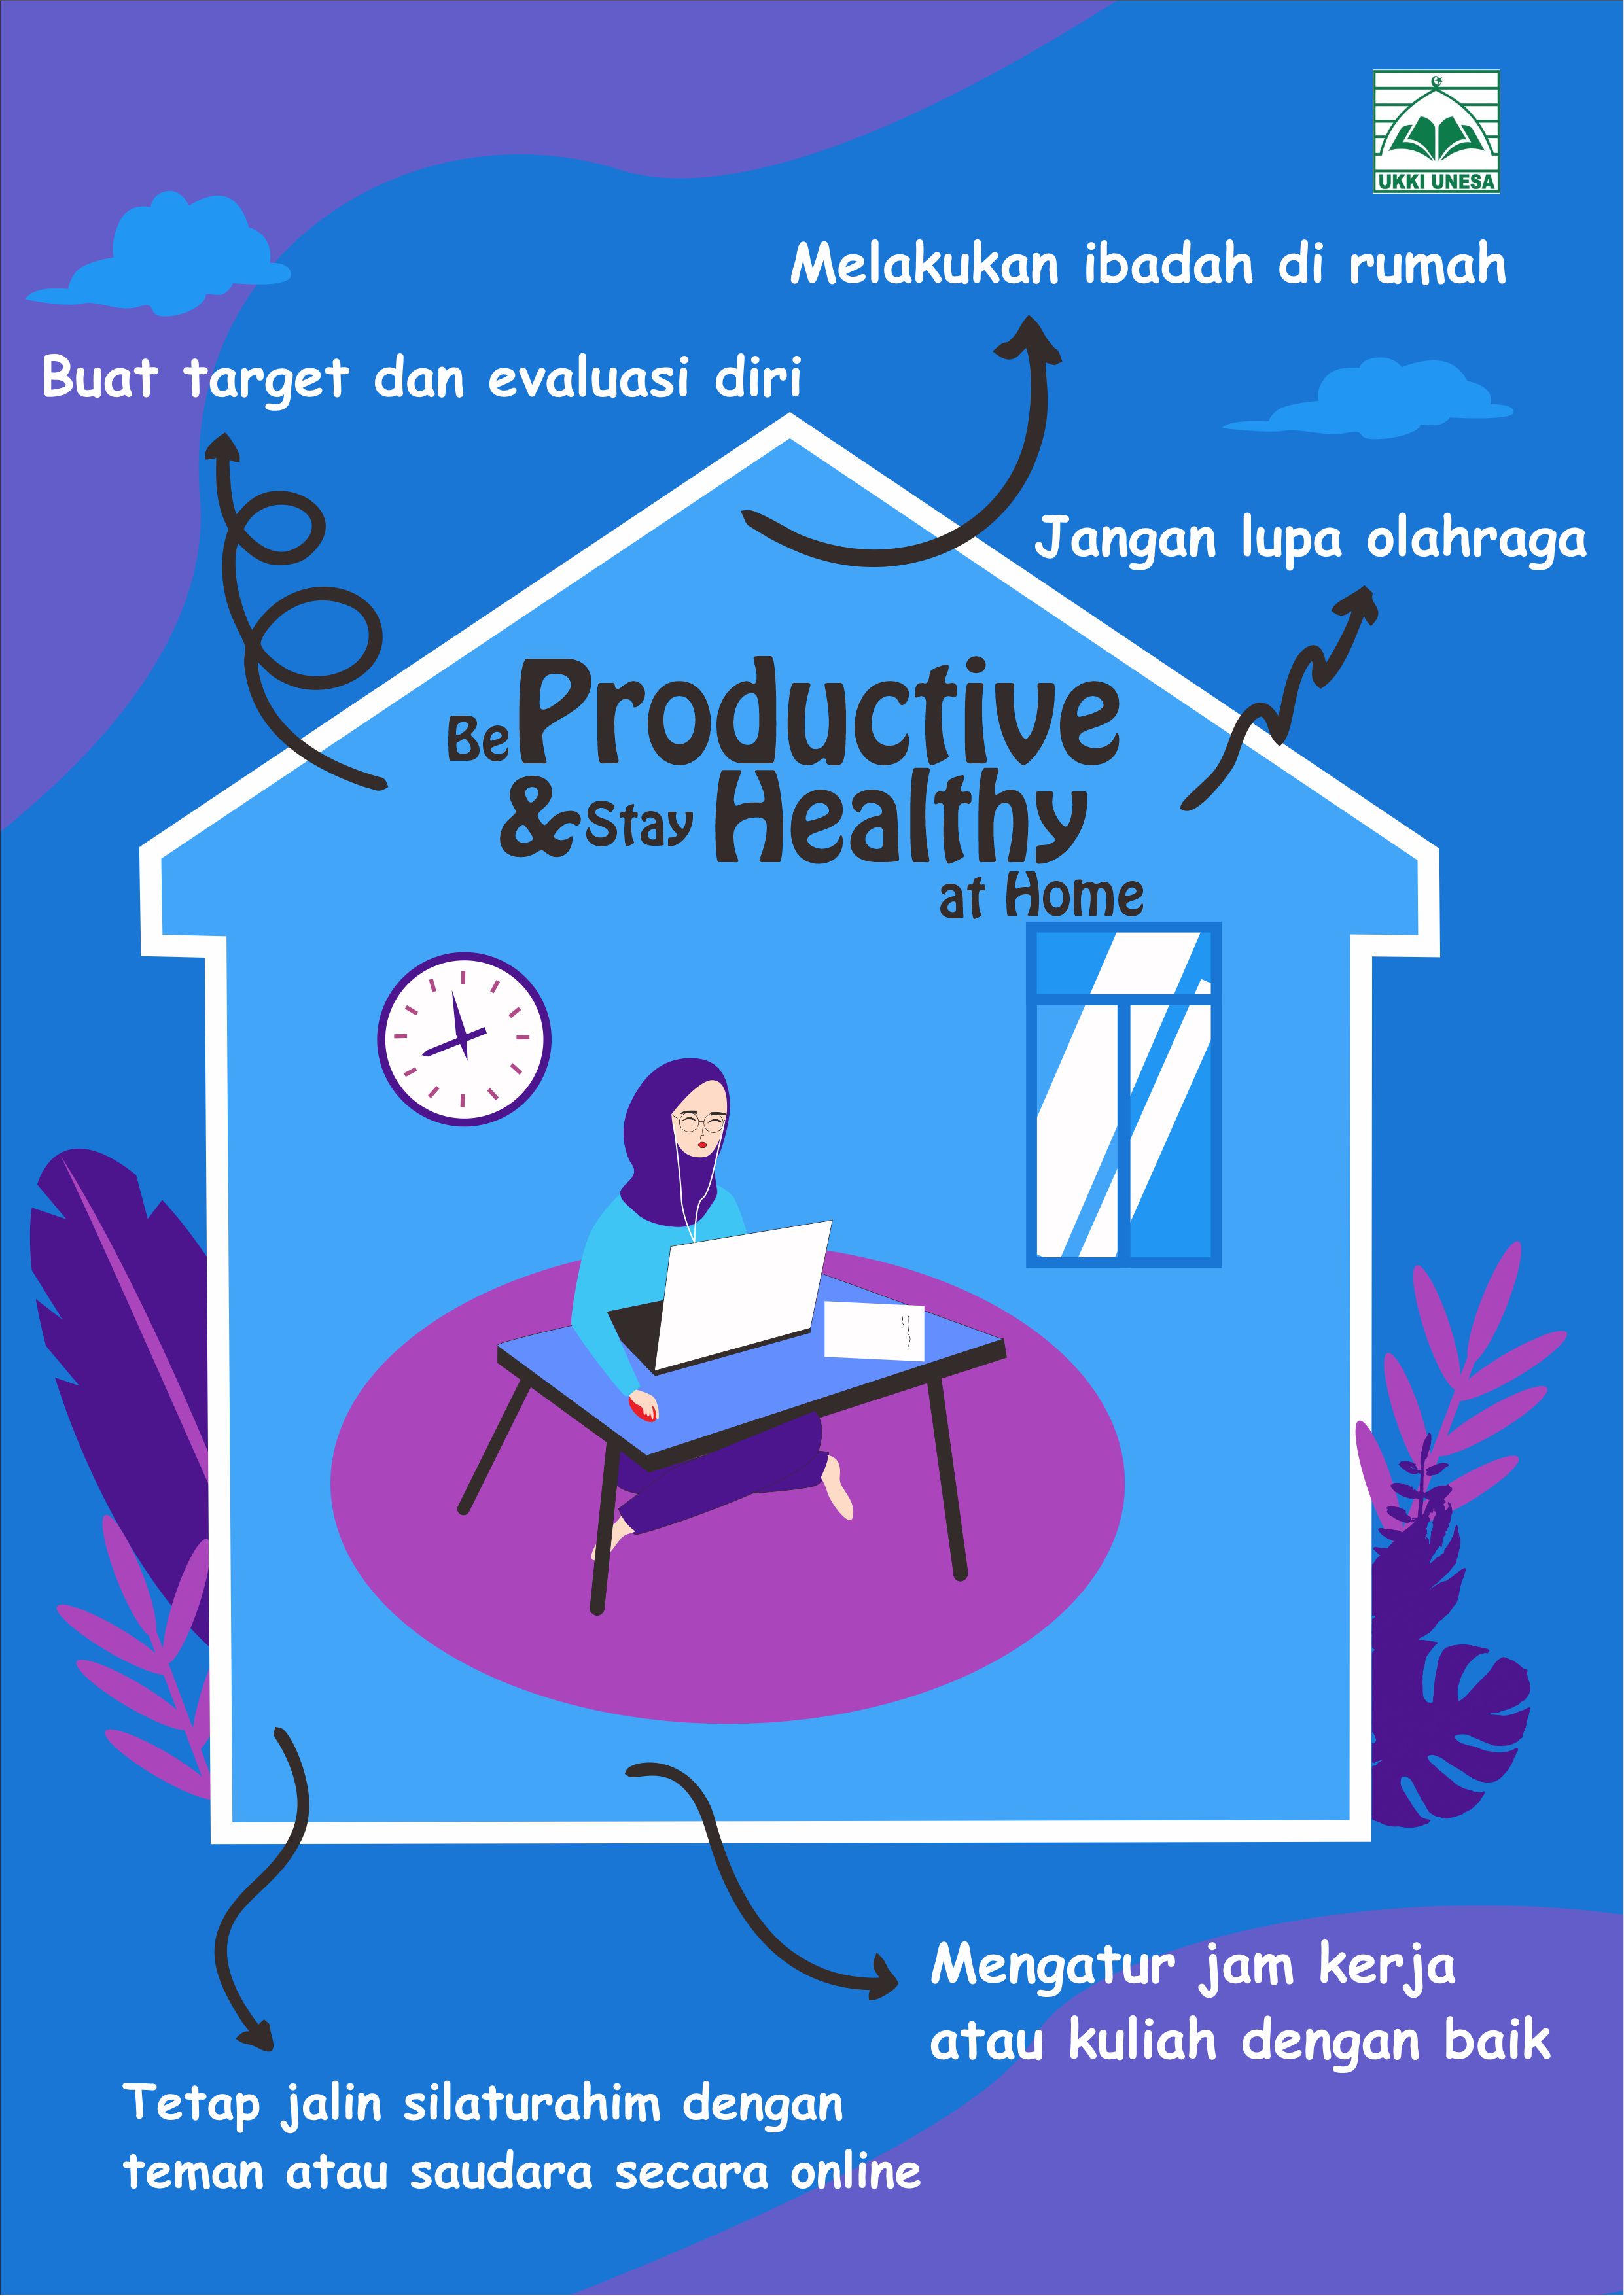 UKKI UNESA
Melakukan ibadah di rumah
Buat target dan evaluasi diri
Jangan lupa olahraga
Be Productive
& Stay Healthy
at Home
Mengatur jam kerja
atau kuliah dengan baik
Tetap jalin silaturahim dengan
teman atau saudara secara online